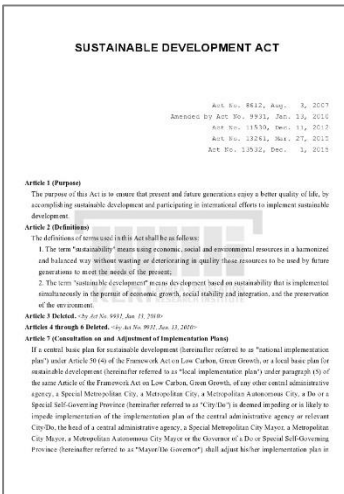 SUSTAINABLE DEVELOPMENT ACT
Act No. 8612, Aug. 3, 2007
Amended by Act No. 9931, Jan. 13, 2010
Act No. 11530, Dec. 11, 2012
Act No. 13261, Mar. 27, 2015
Act No. 13532, Dec. 1, 2015
Article 1 (Purpose)
The purpose of this Act is to ensure that present and future generations enjoy a better quality of life, by
accomplishing sustainable development and participating in international efforts to implement sustainable
development.
Article 2 (Definitions)
The definitions of terms used in this Act shall be as follows:
1. The term "sustainability" means using economic, social and environmental resources in a harmonized
and balanced way without wasting or deteriorating in quality those resources to be used by future
generations to meet the needs of the present;
2. The term "sustainable development" means development based on sustainability that is implemented
simultaneously in the pursuit of economic growth, social stability and integration, and the preservation
of the environment.
Article 3 Deleted. <by Act No. 9931, Jan. 13, 2010>
Articles 4 through 6 Deleted. <by Act No. 9931, Jan. 13, 2010>
Article 7 (Consultation on and Adjustment of Implementation Plans)
If a central basic plan for sustainable development (hereinafter referred to as "national implementation
plan") under Article 50 (4) of the Framework Act on Low Carbon, Green Growth, or a local basic plan for
sustainable development (hereinafter referred to as "local implementation plan") under paragraph (5) of
the same Article of the Framework Act on Low Carbon, Green Growth, of any other central administrative
agency, a Special Metropolitan City, a Metropolitan City, a Metropolitan Autonomous City, a Do or a
Special Self-Governing Province (hereinafter referred to as "City/Do") is deemed impeding or is likely to
impede implementation of the implementation plan of the central administrative agency or relevant
City/Do, the head of a central administrative agency, a Special Metropolitan City Mayor, a Metropolitan
City Mayor, a Metropolitan Autonomous City Mayor or the Governor of a Do or Special Self-Governing
Province (hereinafter referred to as "Mayor/Do Governor") shall adjust his/her implementation plan in